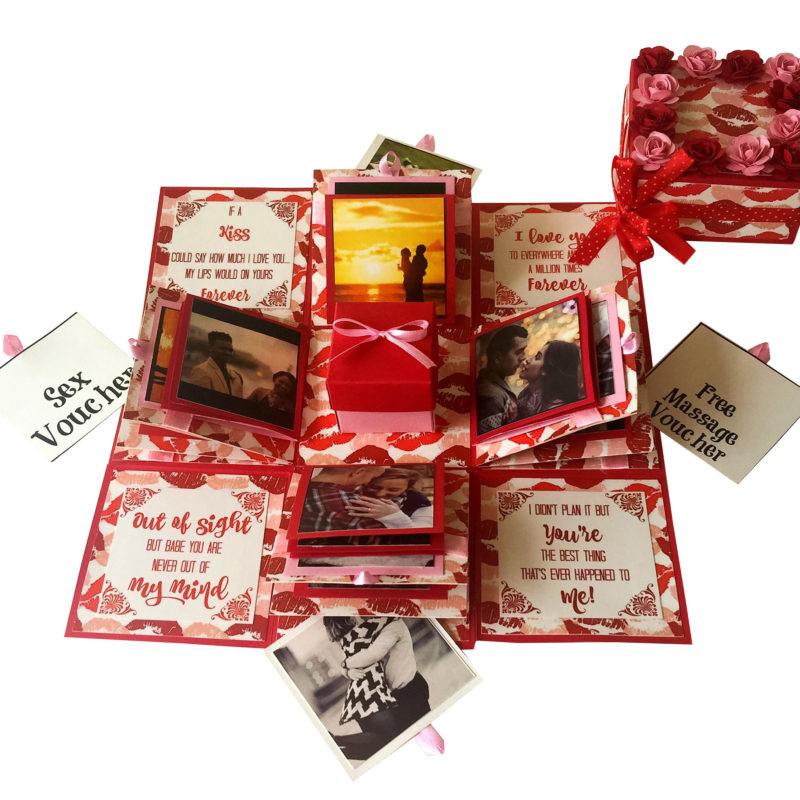 IF A
Kiss
COULD SAY HOW MUCH I LOVE YOU...
MY LIPS WOULD ON YOURS
Forever
I love
TO EVERYWHERE
A MILLION TIMES
Forever
Sex
Voucher
Free
Massage
Voucher
Out of sight
BUT BABE YOU ARE
NEVER OUT OF
my mind
I DIDN'T PLAN IT BUT
You're
THE BEST THING
THAT'S EVER HAPPENED TO
me!